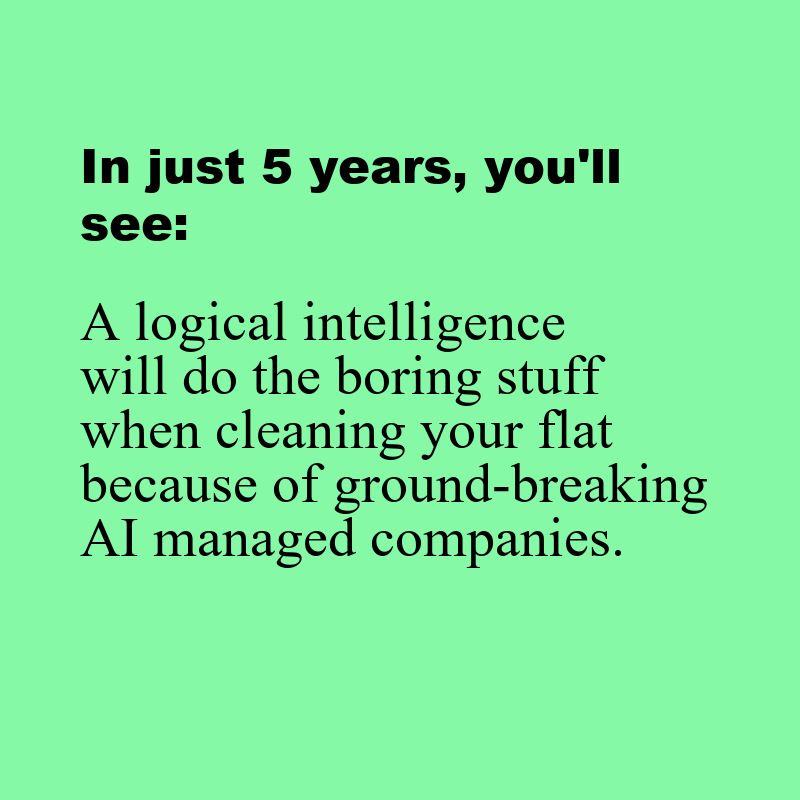 In just 5 years, you'll
see:
A logical intelligence
will do the boring stuff
when cleaning your flat
because of ground-breaking
AI managed companies.